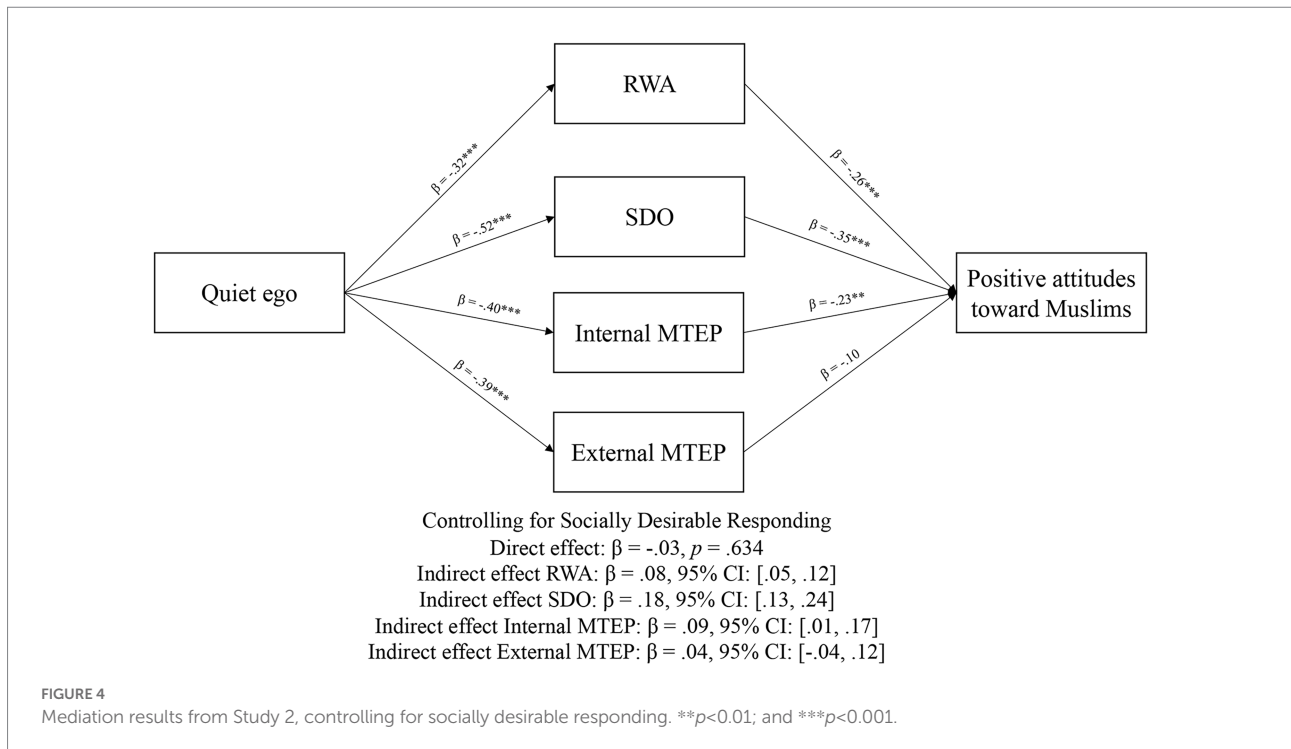 RWA
β = -.32***
β = -.26***
SDO
β = -.52***
β = -.35***
Quiet ego
Positive attitudes
toward Muslims
β = -.40***
β = -.23**
Internal MTEP
β = -.39***
β = -.10
External MTEP
Controlling for Socially Desirable Responding
Direct effect: β = -.03, p = .634
Indirect effect RWA: β = .08, 95% CI: [.05, .12]
Indirect effect SDO: β = .18, 95% CI: [.13, .24]
Indirect effect Internal MTEP: β = .09, 95% CI: [.01, .17]
Indirect effect External MTEP: β = .04, 95% CI: [-.04, .12]
FIGURE 4
Mediation results from Study 2, controlling for socially desirable responding. **p<0.01; and ***p<0.001.